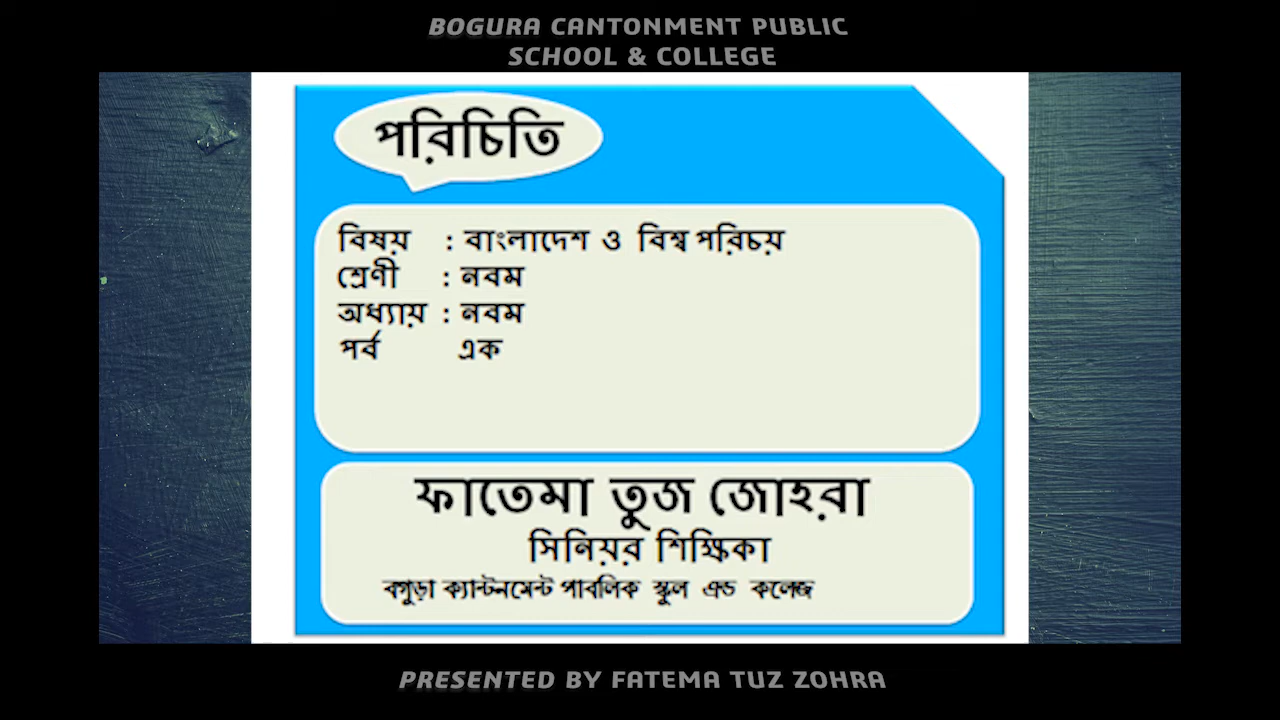 BOGURA CANTONMENT PUBLIC
SCHOOL & COLLEGE
পরিচিতি
বিষয় : বাংলাদেশ ও বিশ্ব পরিচয়
শ্রেণী : নবম
অধ্যায় : নবম
পর্ব এক
ফাতেমা তুজ জোহরা
সিনিয়র শিক্ষিকা
বগুড়া ক্যান্টনমেন্ট পাবলিক স্কুল এন্ড কলেজ
PRESENTED BY FATEMA TUZ ZOHRA